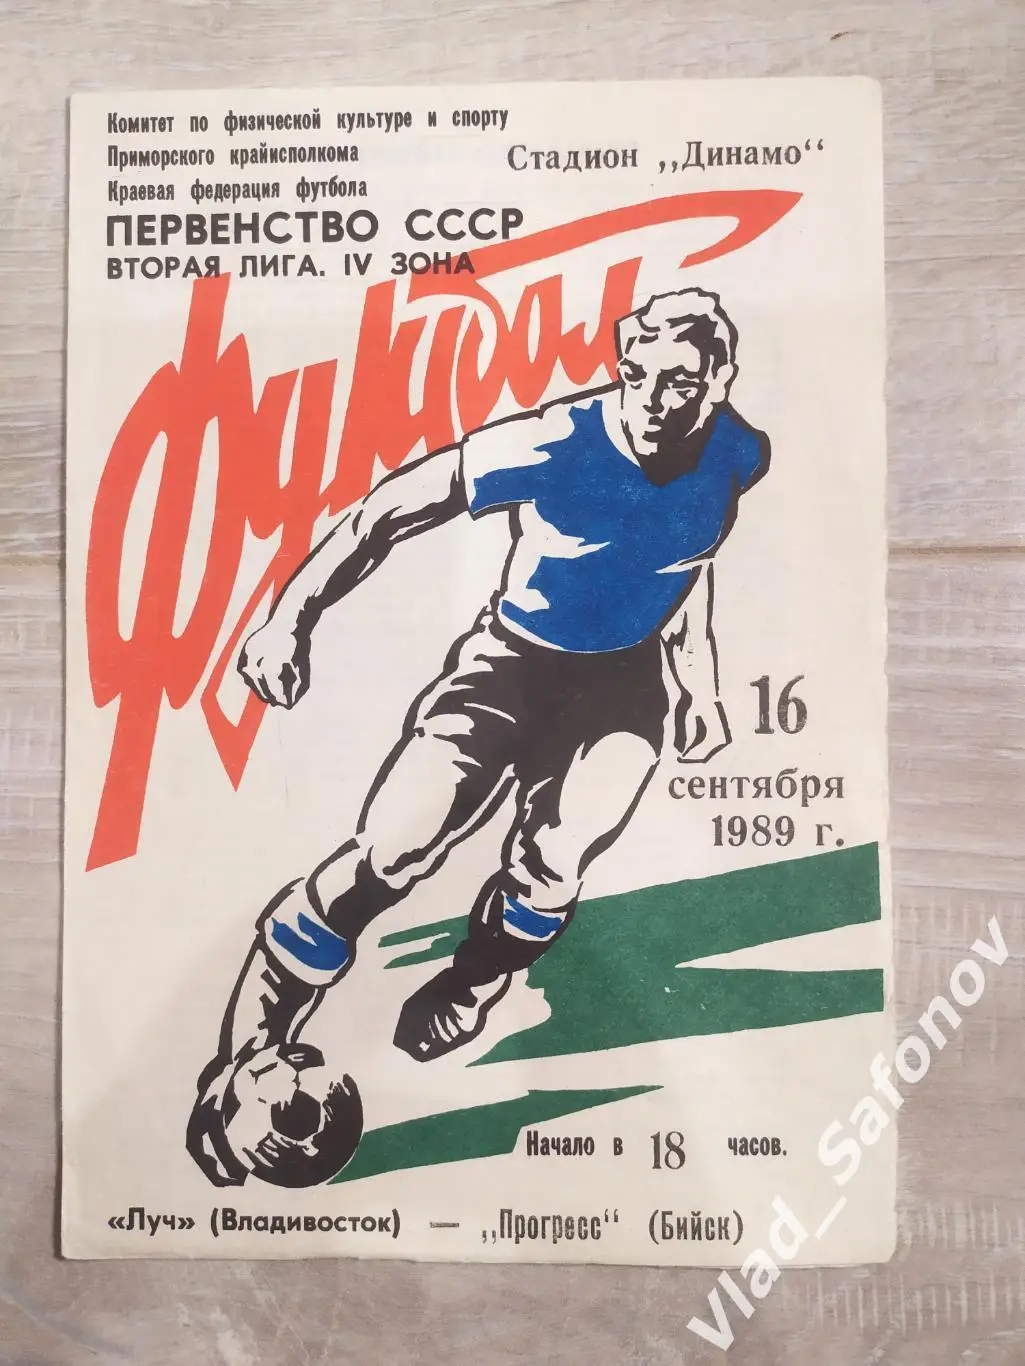 Комитет по физической культуре и спорту
Приморского крайисполкома
Краевая федерация футбола
Стадион „Динамо“
ПЕРВЕНСТВО СССР
ВТОРАЯ ЛИГА. IV ЗОНА
Футбол
16
сентября
1989 г.
Начало в 18 часов.
«Луч» (Владивосток) — „Прогресс“ (Бийск)
Vlad_Safonov